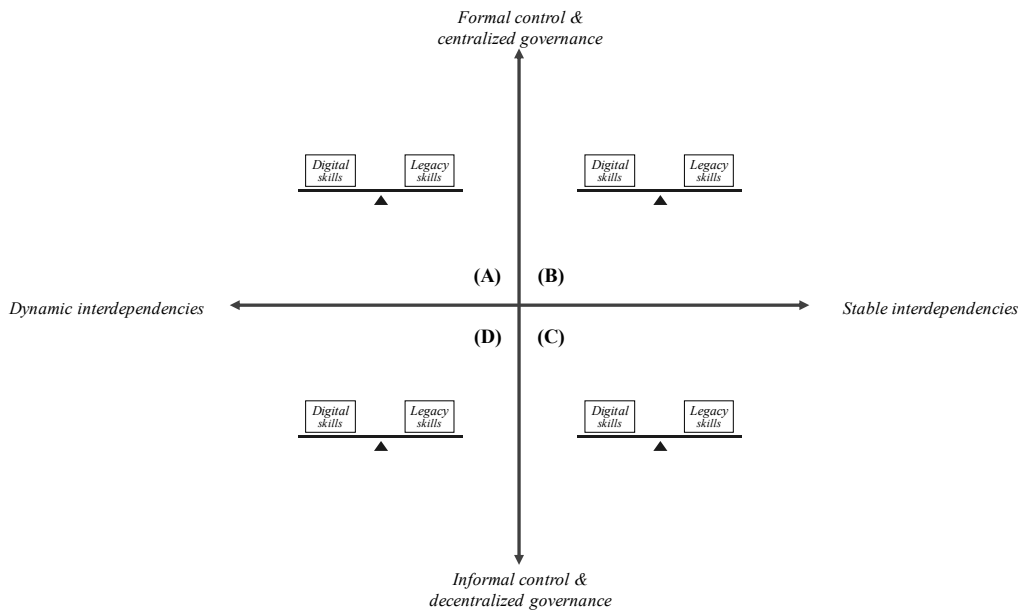 Formal control &
centralized governance
Digital
skills
Legacy
skills
Digital
skills
Legacy
skills
(A)
(B)
Dynamic interdependencies
Stable interdependencies
(D)
(C)
Digital
skills
Legacy
skills
Digital
skills
Legacy
skills
Informal control &
decentralized governance